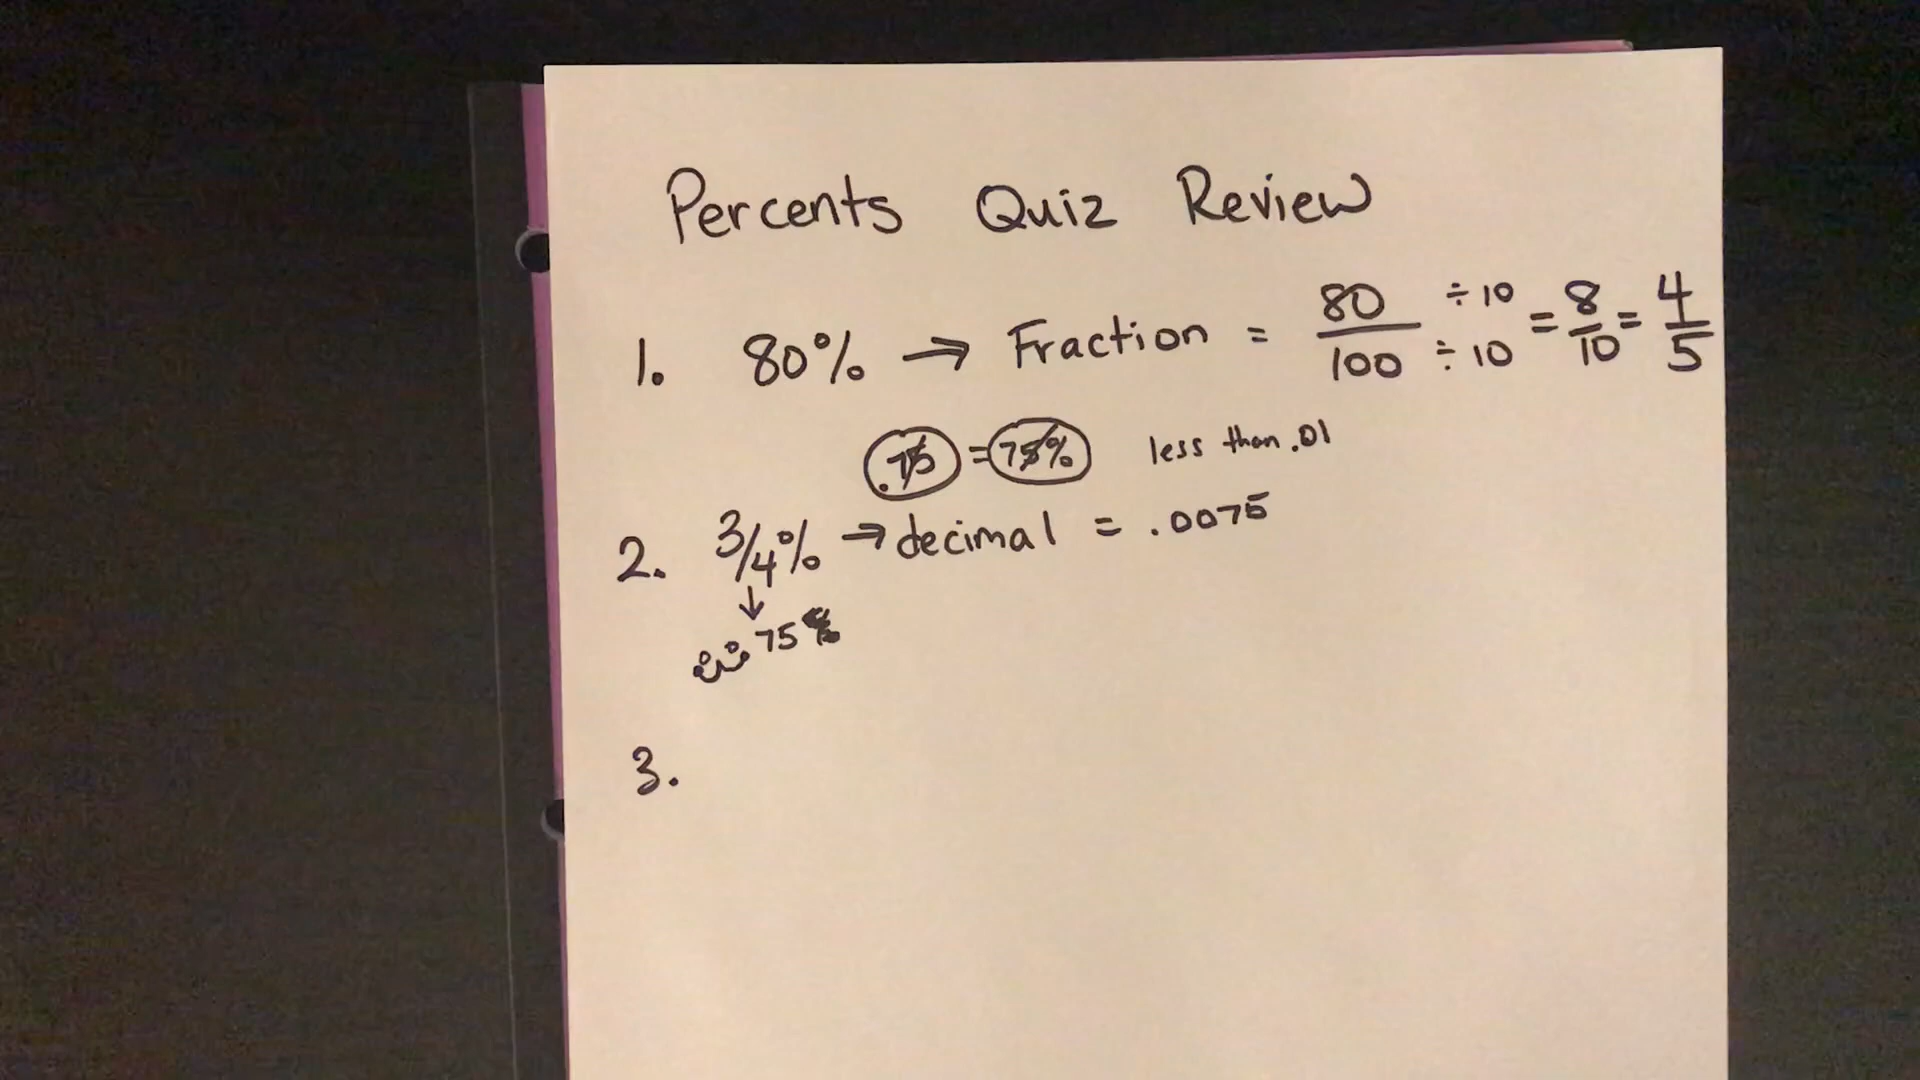 Percents Quiz Review
1. 80% → Fraction = 80/100 ÷10/÷10 = 8/10 = 4/5
.75 = 75% less than .01
2. 3/4% → decimal = .0075
↓
.75
3.